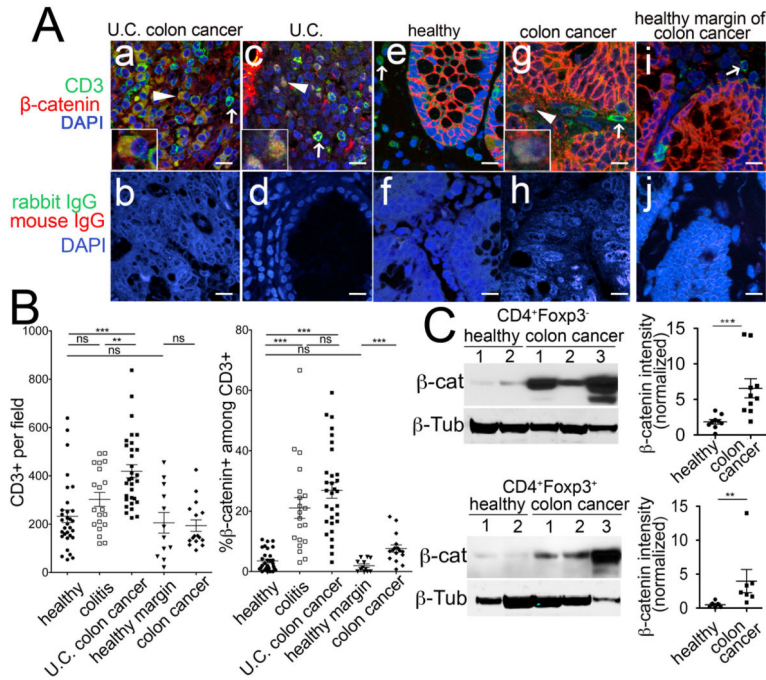 A
U.C. colon cancer
U.C.
healthy
colon cancer
healthy margin of
colon cancer
CD3
β-catenin
DAPI
a
c
e
g
i
rabbit IgG
mouse IgG
DAPI
b
d
f
h
j
B
CD3+ per field
1000
800
600
400
200
0
***
ns
**
ns
ns
healthy
colitis
U.C. colon cancer
healthy margin
colon cancer
%β-catenin+ among CD3+
80
60
40
20
0
***
***
ns
ns
***
healthy
colitis
U.C. colon cancer
healthy margin
colon cancer
C
CD4+Foxp3-
healthy colon cancer
1 2 1 2 3
β-cat
β-Tub
β-catenin intensity
(normalized)
15
10
5
0
***
healthy
colon
cancer
CD4+Foxp3+
healthy colon cancer
1 2 1 2 3
β-cat
β-Tub
β-catenin intensity
(normalized)
15
10
5
0
**
healthy
colon
cancer